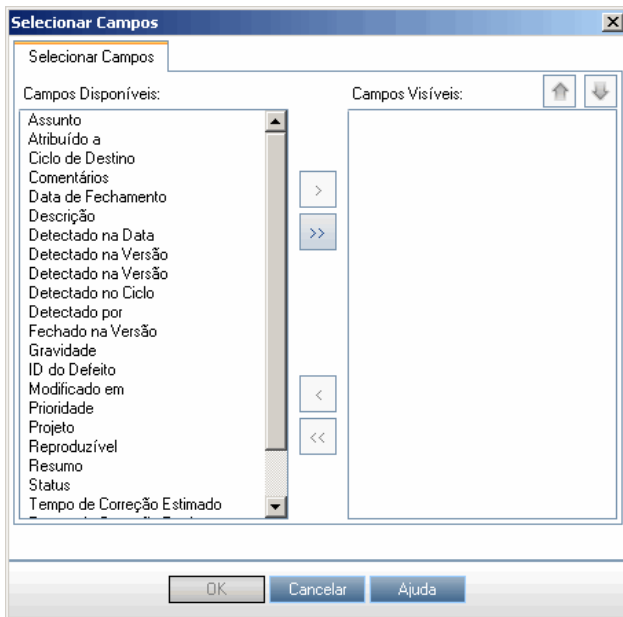 Selecionar Campos
Selecionar Campos
Campos Disponíveis:
Campos Visíveis:
Assunto
Atribuído a
Ciclo de Destino
Comentários
Data de Fechamento
Descrição
Detectado na Data
Detectado na Versão
Detectado na Versão
Detectado no Ciclo
Detectado por
Fechado na Versão
Gravidade
ID do Defeito
Modificado em
Prioridade
Projeto
Reproduzível
Resumo
Status
Tempo de Correção Estimado
>
>>
<
<<
OK
Cancelar
Ajuda